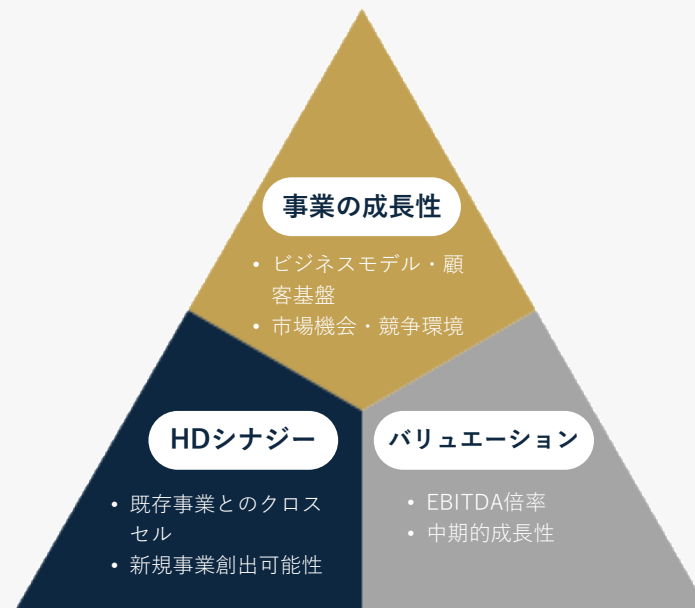 事業の成長性
• ビジネスモデル・顧
客基盤
• 市場機会・競争環境
HDシナジー
• 既存事業とのクロス
セル
• 新規事業創出可能性
バリュエーション
• EBITDA倍率
• 中期的成長性